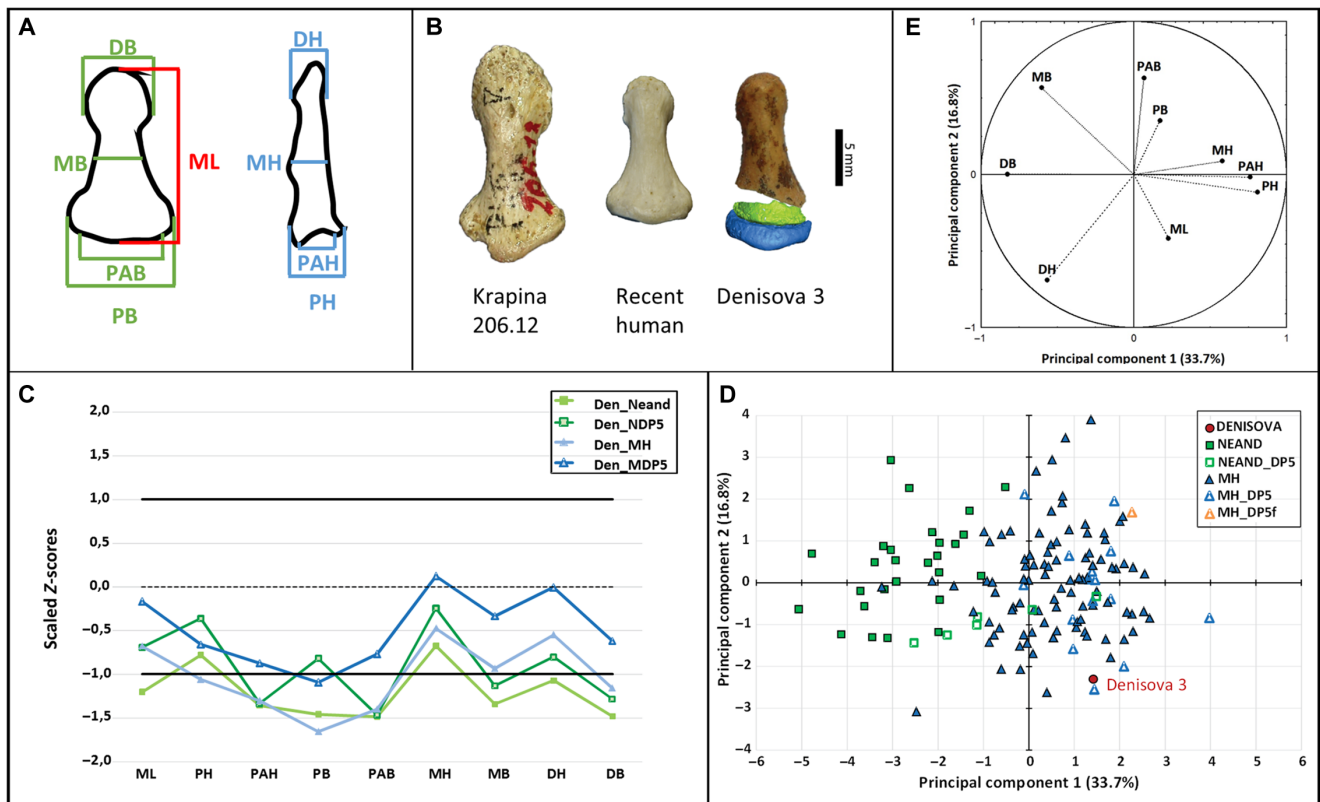 A
DB
DH
MB
ML
MH
PAB
PAH
PB
PH
B
5 mm
Krapina
206.12
Recent
human
Denisova 3
E
Principal component 2 (16.8%)
1
0
−1
MB
PAB
PB
MH
PAH
PH
DB
ML
DH
−1
0
1
Principal component 1 (33.7%)
C
Scaled Z-scores
2,0
1,5
1,0
0,5
0,0
−0,5
−1,0
−1,5
−2,0
Den_Neand
Den_NDP5
Den_MH
Den_MDP5
ML PH PAH PB PAB MH MB DH DB
D
Principal component 2 (16.8%)
4
3
2
1
0
−1
−2
−3
−4
DENISOVA
NEAND
NEAND_DP5
MH
MH_DP5
MH_DP5f
Denisova 3
−6 −5 −4 −3 −2 −1 0 1 2 3 4 5 6
Principal component 1 (33.7%)